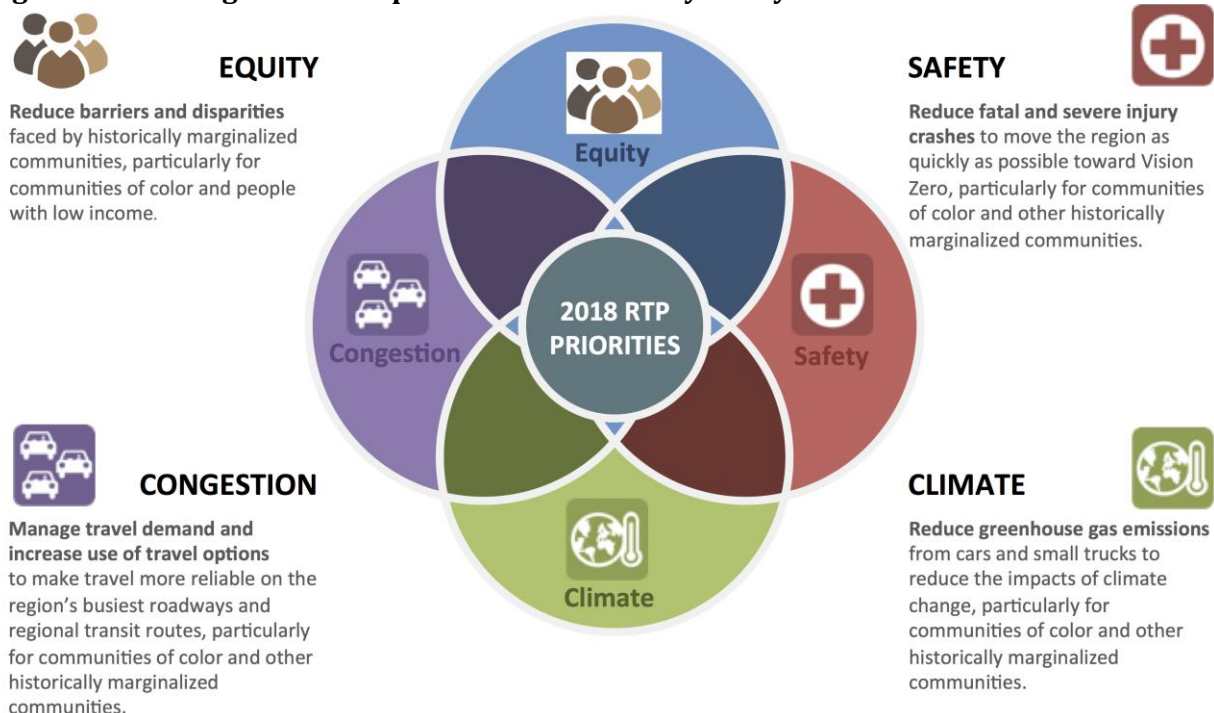 EQUITY
Reduce barriers and disparities
faced by historically marginalized
communities, particularly for
communities of color and people
with low income.
SAFETY
Reduce fatal and severe injury
crashes to move the region as
quickly as possible toward Vision
Zero, particularly for communities
of color and other historically
marginalized communities.
Equity
Congestion
2018 RTP
PRIORITIES
Safety
Climate
CONGESTION
Manage travel demand and
increase use of travel options
to make travel more reliable on the
region's busiest roadways and
regional transit routes, particularly
for communities of color and other
historically marginalized
communities.
CLIMATE
Reduce greenhouse gas emissions
from cars and small trucks to
reduce the impacts of climate
change, particularly for
communities of color and other
historically marginalized
communities.